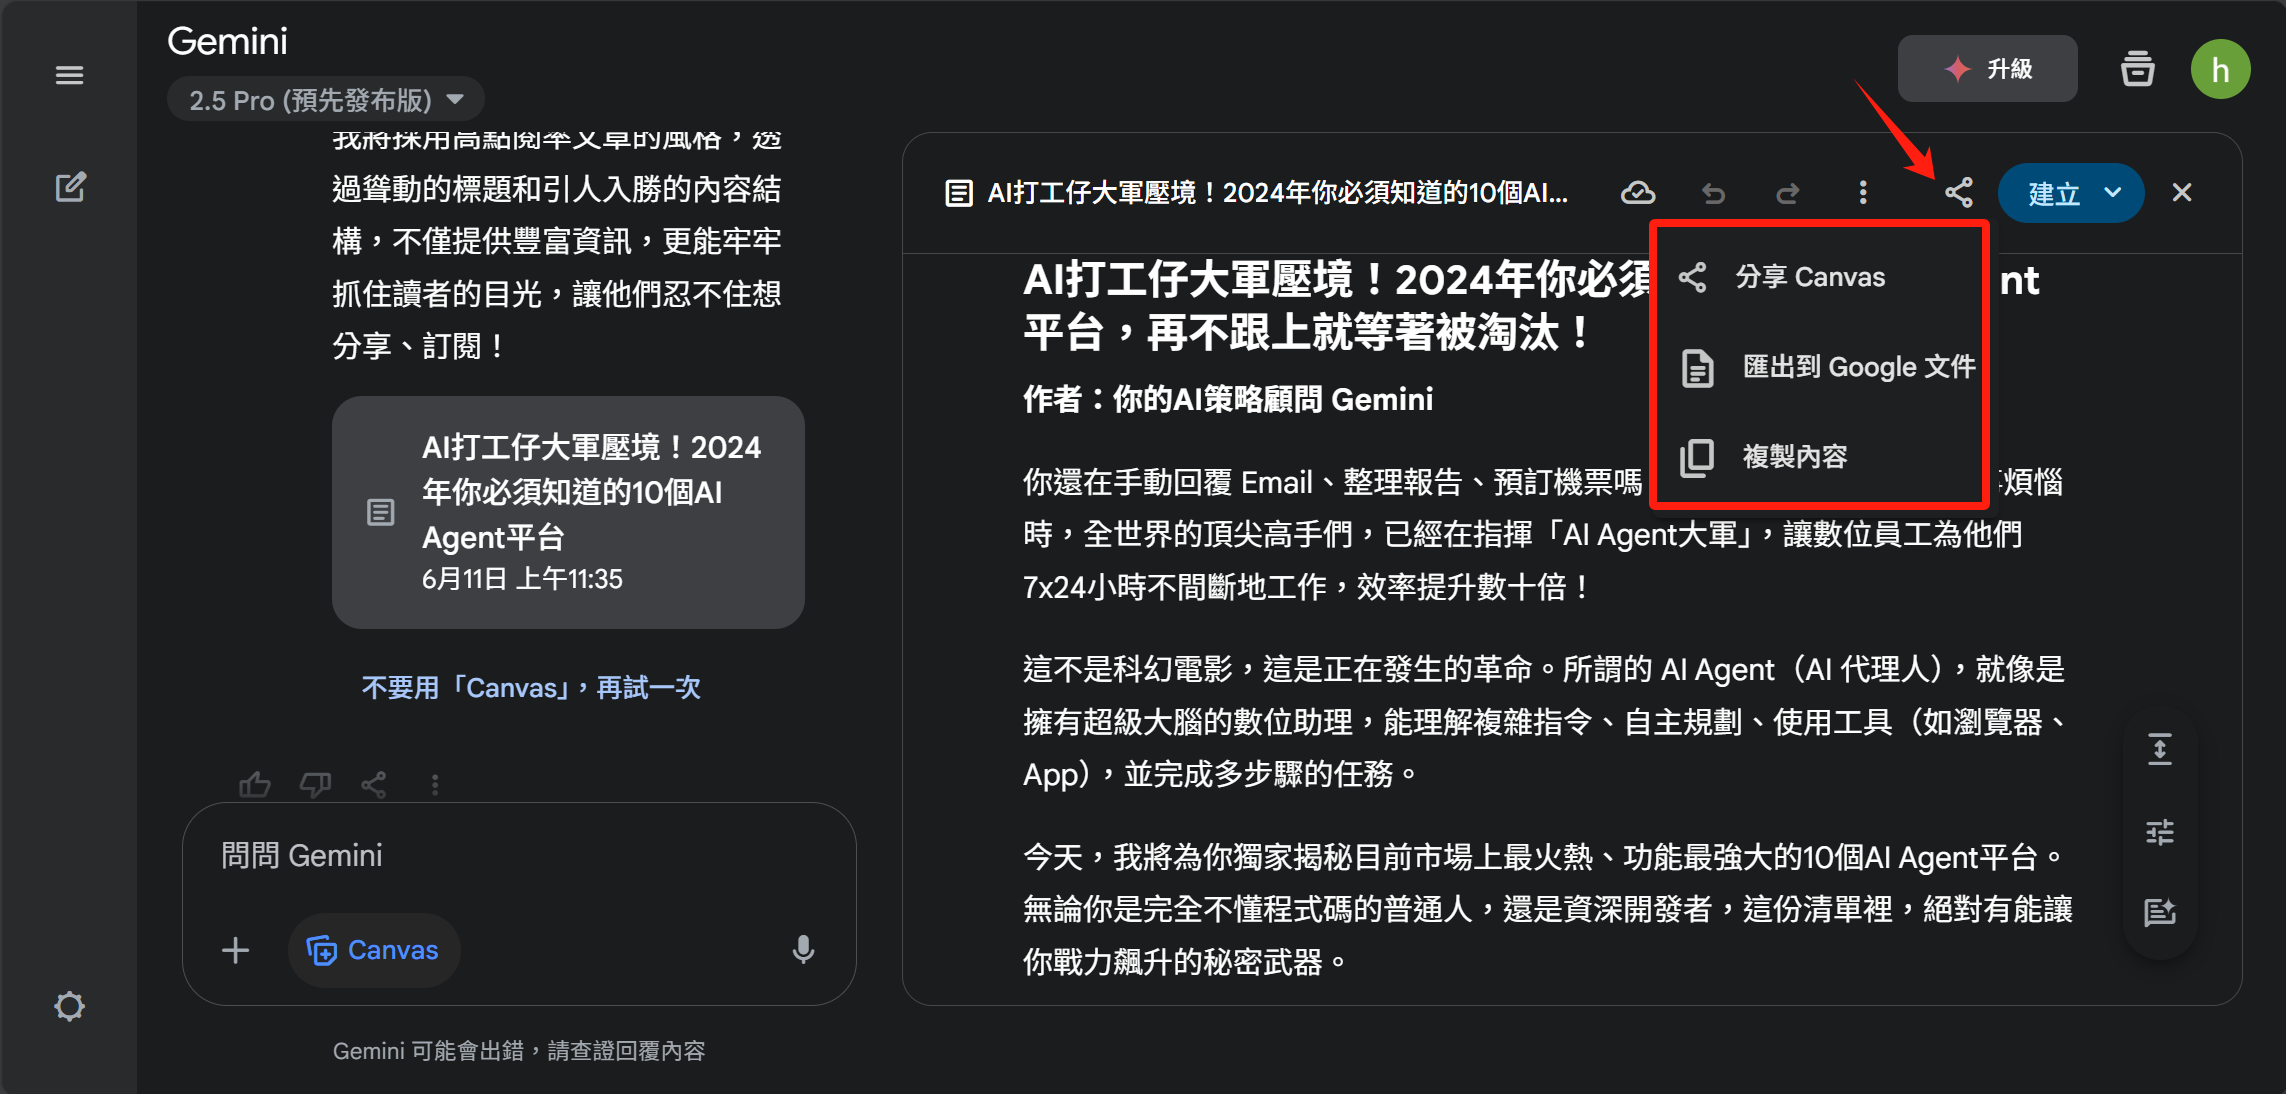 Gemini
2.5 Pro (預先發布版)
升級
h
我將採用高點閱率文章的風格，透
過聳動的標題和引人入勝的內容結
構，不僅提供豐富資訊，更能牢牢
抓住讀者的目光，讓他們忍不住想
分享、訂閱！
AI打工仔大軍壓境！2024
年你必須知道的10個AI
Agent平台
6月11日 上午11:35
不要用「Canvas」，再試一次
問問 Gemini
Canvas
Gemini 可能會出錯，請查證回覆內容
AI打工仔大軍壓境！2024年你必須知道的10個AI...
建立
分享 Canvas
匯出到 Google 文件
複製內容
AI打工仔大軍壓境！2024年你必須 nt
平台，再不跟上就等著被淘汰！
作者：你的AI策略顧問 Gemini
你還在手動回覆 Email、整理報告、預訂機票嗎 煩惱
時，全世界的頂尖高手們，已經在指揮「AI Agent大軍」，讓數位員工為他們
7x24小時不間斷地工作，效率提升數十倍！
這不是科幻電影，這是正在發生的革命。所謂的 AI Agent（AI 代理人），就像是
擁有超級大腦的數位助理，能理解複雜指令、自主規劃、使用工具（如瀏覽器、
App），並完成多步驟的任務。
今天，我將為你獨家揭秘目前市場上最火熱、功能最強大的10個AI Agent平台。
無論你是完全不懂程式碼的普通人，還是資深開發者，這份清單裡，絕對有能讓
你戰力飆升的秘密武器。